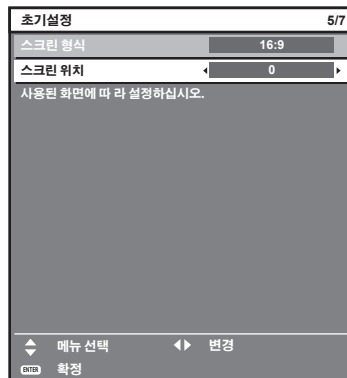 초기설정 5/7
스크린 형식 16:9
스크린 위치 0
사용된 화면에 따 라 설정하십시오.
메뉴 선택 변경
ENTER 확정